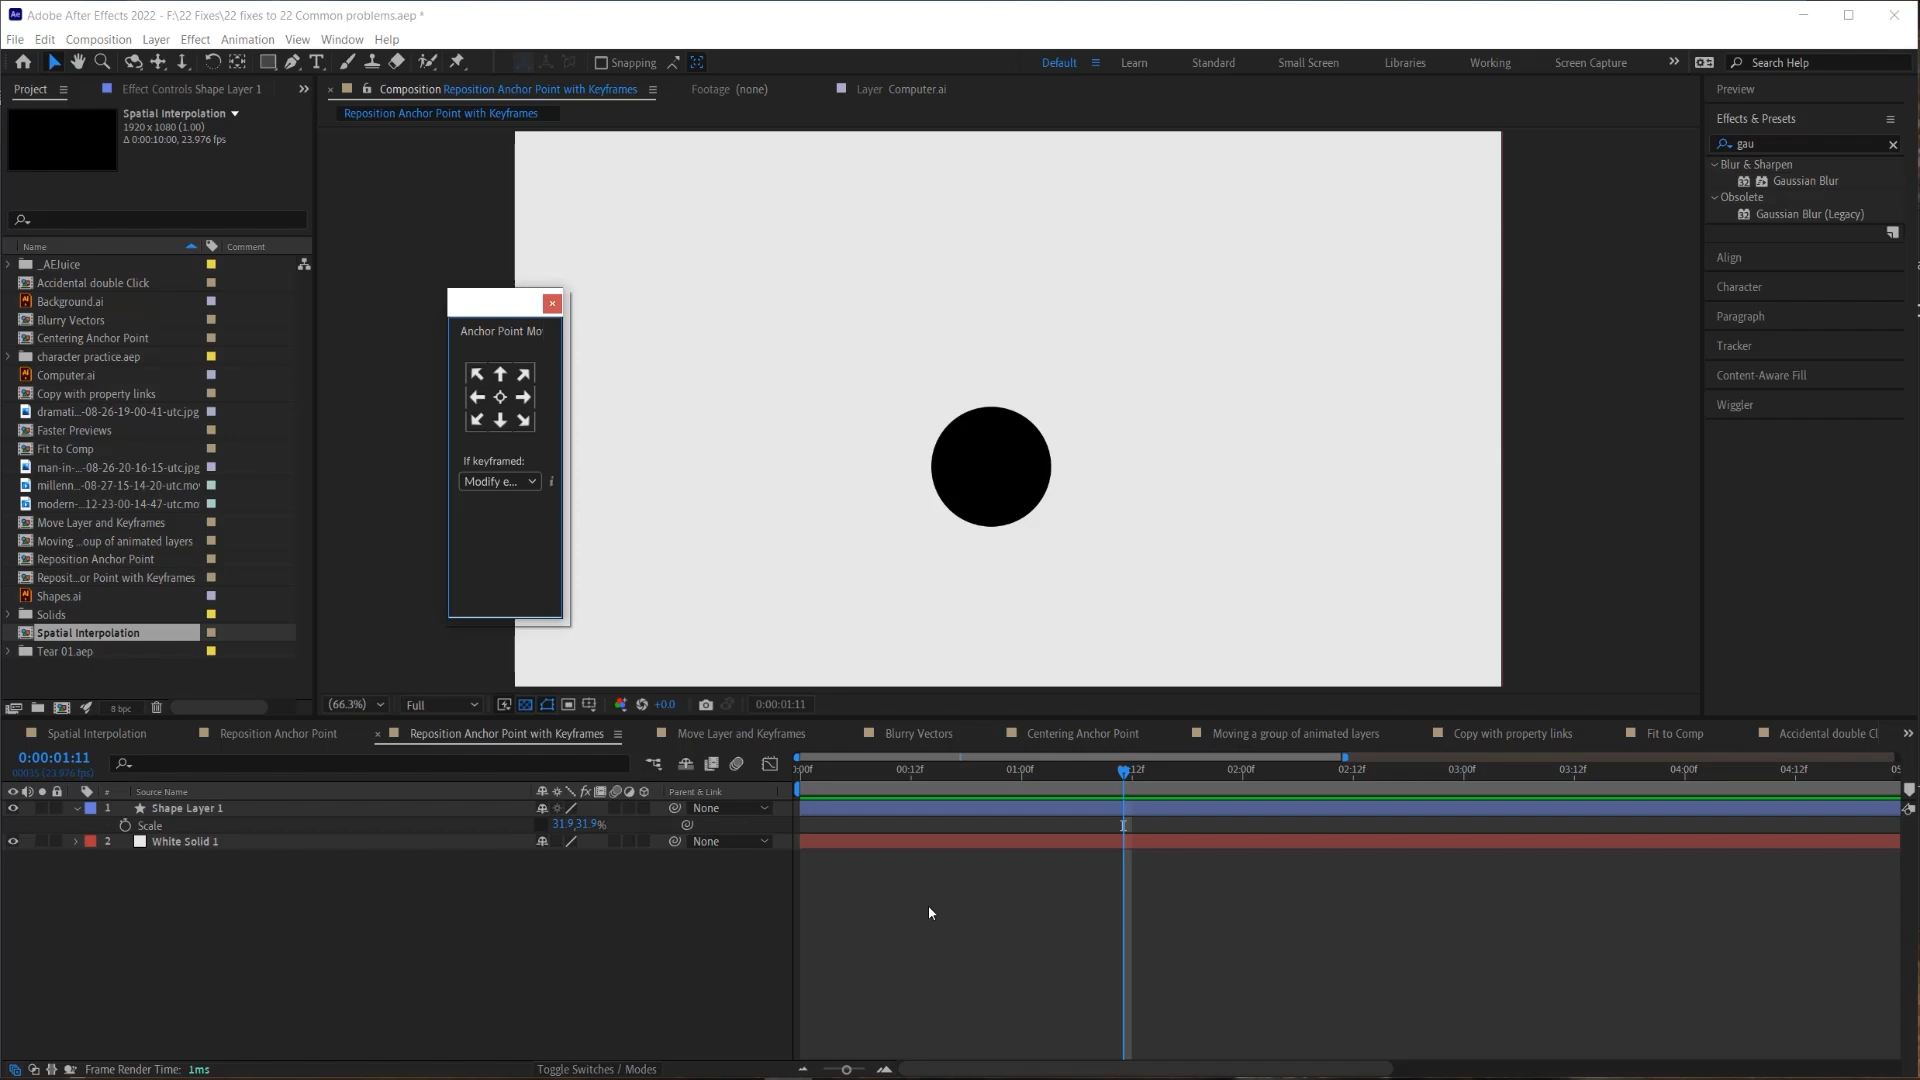 Adobe After Effects 2022 - F:\22 Fixes\22 fixes to 22 Common problems.aep *
File Edit Composition Layer Effect Animation View Window Help
Snapping
Default Learn Standard Small Screen Libraries Working Screen Capture Search Help
Project Effect Controls Shape Layer 1
Composition Reposition Anchor Point with Keyframes Footage (none) Layer Computer.ai
Reposition Anchor Point with Keyframes
Spatial Interpolation
1920 x 1080 (1.00)
Δ 0:00:10:00, 23.976 fps
Name Comment
_AEJuice
Accidental double Click
Background.ai
Blurry Vectors
Centering Anchor Point
character practice.aep
Computer.ai
Copy with property links
dramati...-08-26-19-00-41-utc.jpg
Faster Previews
Fit to Comp
man-in-...-08-26-20-16-15-utc.jpg
millenn...-08-27-15-14-20-utc.mo
modern-...12-23-00-14-47-utc.mo
Move Layer and Keyframes
Moving ...oup of animated layers
Reposition Anchor Point
Reposit...or Point with Keyframes
Shapes.ai
Solids
Spatial Interpolation
Tear 01.aep
8 bpc
Anchor Point Mo
If keyframed:
Modify e...
i
(66.3%) Full +0.0 0:00:01:11
Preview
Effects & Presets
gau
Blur & Sharpen
32 Gaussian Blur
Obsolete
32 Gaussian Blur (Legacy)
Align
Character
Paragraph
Tracker
Content-Aware Fill
Wiggler
Spatial Interpolation Reposition Anchor Point Reposition Anchor Point with Keyframes Move Layer and Keyframes Blurry Vectors Centering Anchor Point Moving a group of animated layers Copy with property links Fit to Comp Accidental double Cl
0:00:01:11
00035 (23.976 fps)
:00f 00:12f 01:00f 12f 02:00f 02:12f 03:00f 03:12f 04:00f 04:12f 05
# Source Name fx Parent & Link
1 Shape Layer 1 None
Scale 31.9,31.9%
2 White Solid 1 None
Frame Render Time: 1ms Toggle Switches / Modes